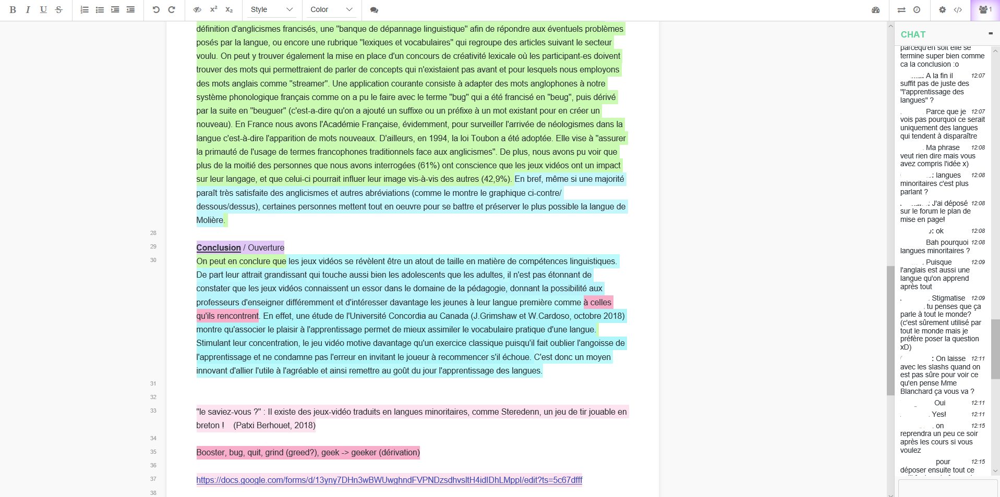 B I U S Style Color 1
définition d'anglicismes francisés, une "banque de dépannage linguistique" afin de répondre aux éventuels problèmes
posés par la langue, ou encore une rubrique "lexiques et vocabulaires" qui regroupe des articles suivant le secteur
voulu. On peut y trouver également la mise en place d'un concours de créativité lexicale où les participant-es doivent
trouver des mots qui permettraient de parler de concepts qui n'existaient pas avant et pour lesquels nous employons
des mots anglais comme "streamer". Une application courante consiste à adapter des mots anglophones à notre
système phonologique français comme on a pu le faire avec le terme "bug" qui a été francisé en "beug", puis dérivé
par la suite en "beuguer" (c'est-a-dire qu'on a ajouté un suffixe ou un préfixe à un mot existant pour en créer un
nouveau). En France nous avons l'Académie Française, évidemment, pour surveiller l'arrivée de néologismes dans la
langue c'est-à-dire l'apparition de mots nouveaux. D'ailleurs, en 1994, la loi Toubon a été adoptée. Elle vise à "assurer
la primauté de l'usage de termes francophones traditionnels face aux anglicismes". De plus, nous avons pu voir que
plus de la moitié des personnes que nous avons interrogées (61%) ont conscience que les jeux vidéos ont un impact
sur leur langage, et que celui-ci pourrait influer leur image vis-à-vis des autres (42,9%). En bref, même si une majorité
paraît très satisfaite des anglicismes et autres abréviations (comme le montre le graphique ci-contre/
dessous/dessus), certaines personnes mettent tout en oeuvre pour se battre et préserver le plus possible la langue de
Molière.
28
29 Conclusion / Ouverture
30 On peut en conclure que les jeux vidéos se révèlent être un atout de taille en matière de compétences linguistiques.
De part leur attrait grandissant qui touche aussi bien les adolescents que les adultes, il n'est pas étonnant de
constater que les jeux vidéos connaissent un essor dans le domaine de la pédagogie, donnant la possibilité aux
professeurs d'enseigner différemment et d'intéresser davantage les jeunes à leur langue première comme à celles
qu'ils rencontrent. En effet, une étude de l'Université Concordia au Canada (J.Grimshaw et W.Cardoso, octobre 2018)
montre qu'associer le plaisir à l'apprentissage permet de mieux assimiler le vocabulaire pratique d'une langue.
Stimulant leur concentration, le jeu vidéo motive davantage qu'un exercice classique puisqu'il fait oublier l'angoisse de
l'apprentissage et ne condamne pas l'erreur en invitant le joueur à recommencer s'il échoue. C'est donc un moyen
innovant d'allier l'utile à l'agréable et ainsi remettre au goût du jour l'apprentissage des langues.
31
32
33 "le saviez-vous ?" : Il existe des jeux-vidéo traduits en langues minoritaires, comme Steredenn, un jeu de tir jouable en
breton ! (Patxi Berhouet, 2018)
34
35 Booster, bug, quit, grind (greed?), geek -> geeker (dérivation)
36
37 https://docs.google.com/forms/d/13yny7DHn3wBWUwghndFVPNDzsdhvsltH4idIDhLMppI/edit?ts=5c67dfff
38
CHAT -
parcequ'en soit elle se
termine super bien comme
ca la conclusion :o
A la fin il 12:07
suffit pas de juste des
"l'apprentissage des
langues" ?
Parce que je 12:07
vois pas pourquoi ce serait
uniquement des langues
qui tendent à disparaître
Ma phrase 12:08
veut rien dire mais vous
avez compris l'idée x)
: langues 12:08
minoritaires c'est plus
parlant ?
J'ai déposé 12:08
sur le forum le plan de
mise en page!
: ok 12:08
Bah pourquoi 12:08
langues minoritaires ?
Puisque 12:09
l'anglais est aussi une
langue qu'on apprend
après tout
Stigmatise 12:09
tu penses que ça
parle à tout le monde?
(c'est sûrement utilisé par
tout le monde mais je
préfère poser la question
xD)
: On laisse 12:11
avec les slashs quand on
est pas sûre pour voir ce
qu'en pense Mme
Blanchard ça vous va ?
Oui 12:11
Yes! 12:11
on 12:15
reprendra un peu ce soir
après les cours si vous
voulez
pour 12:15
déposer ensuite tout ce